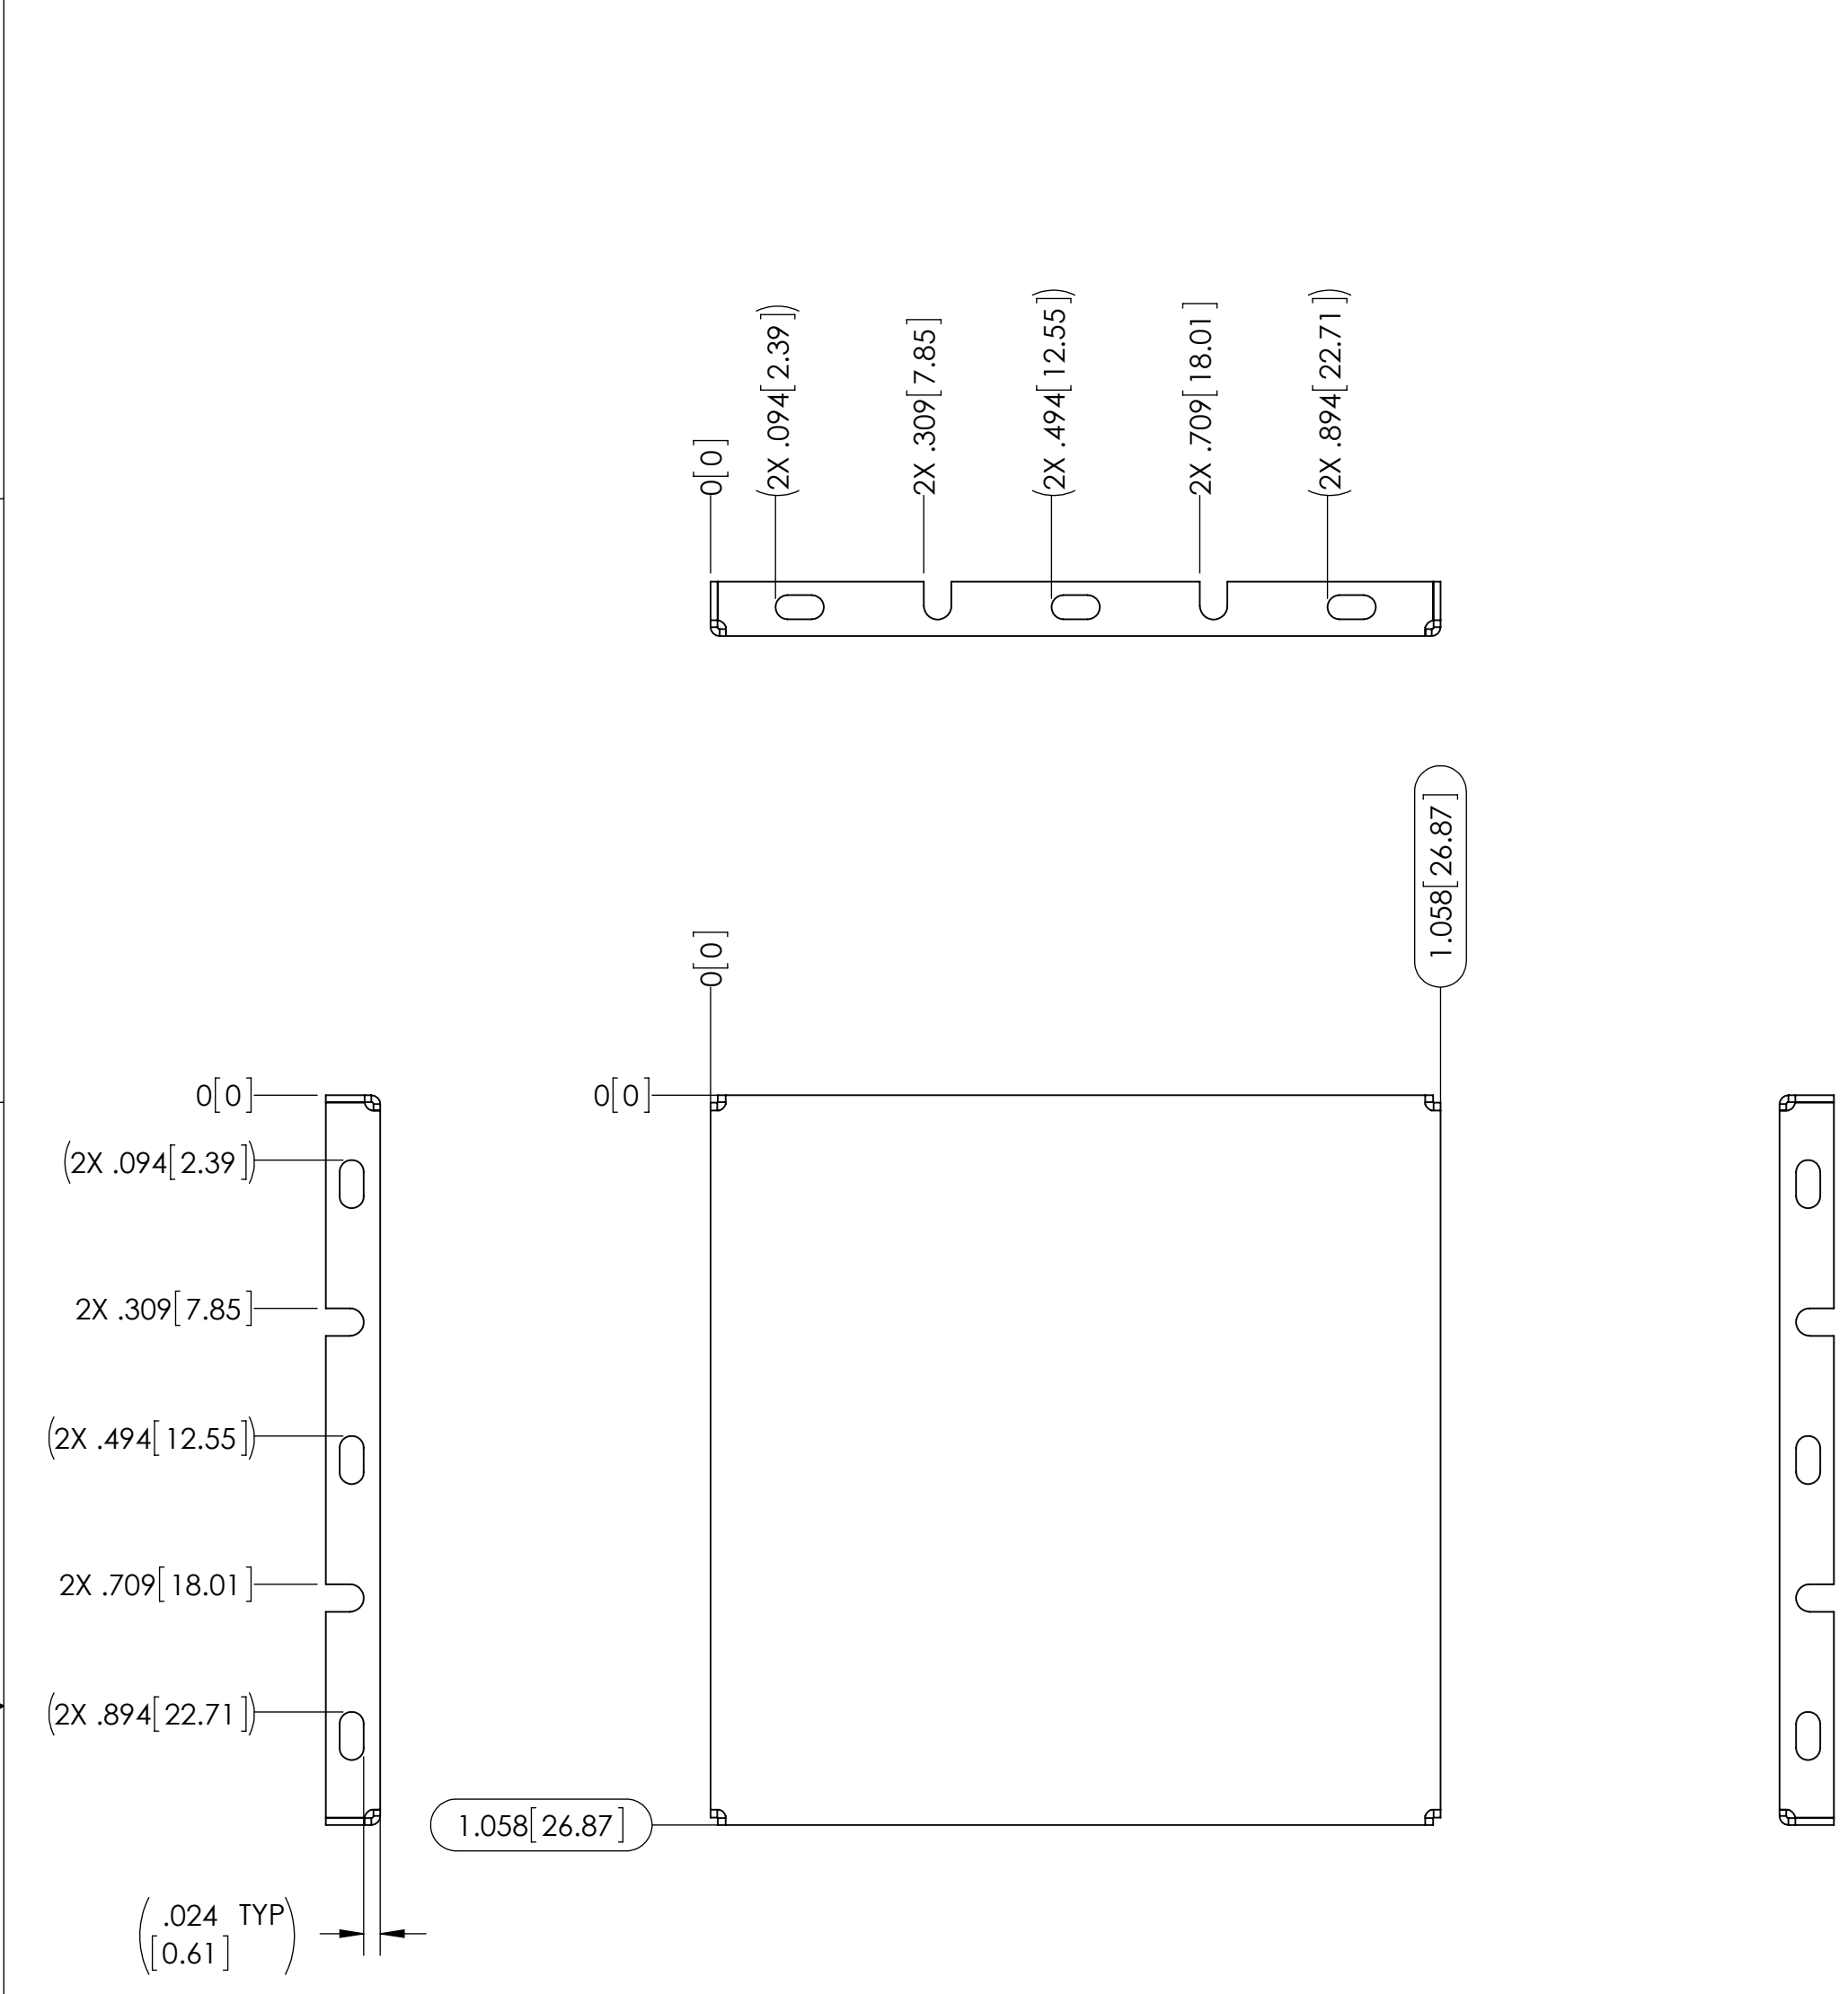 0[0]
(2X .094[2.39])
2X .309[7.85]
(2X .494[12.55])
2X .709[18.01]
(2X .894[22.71])
0[0]
1.058[26.87]
0[0]
0[0]
(2X .094[2.39])
2X .309[7.85]
(2X .494[12.55])
2X .709[18.01]
(2X .894[22.71])
1.058[26.87]
(.024 TYP
[0.61])